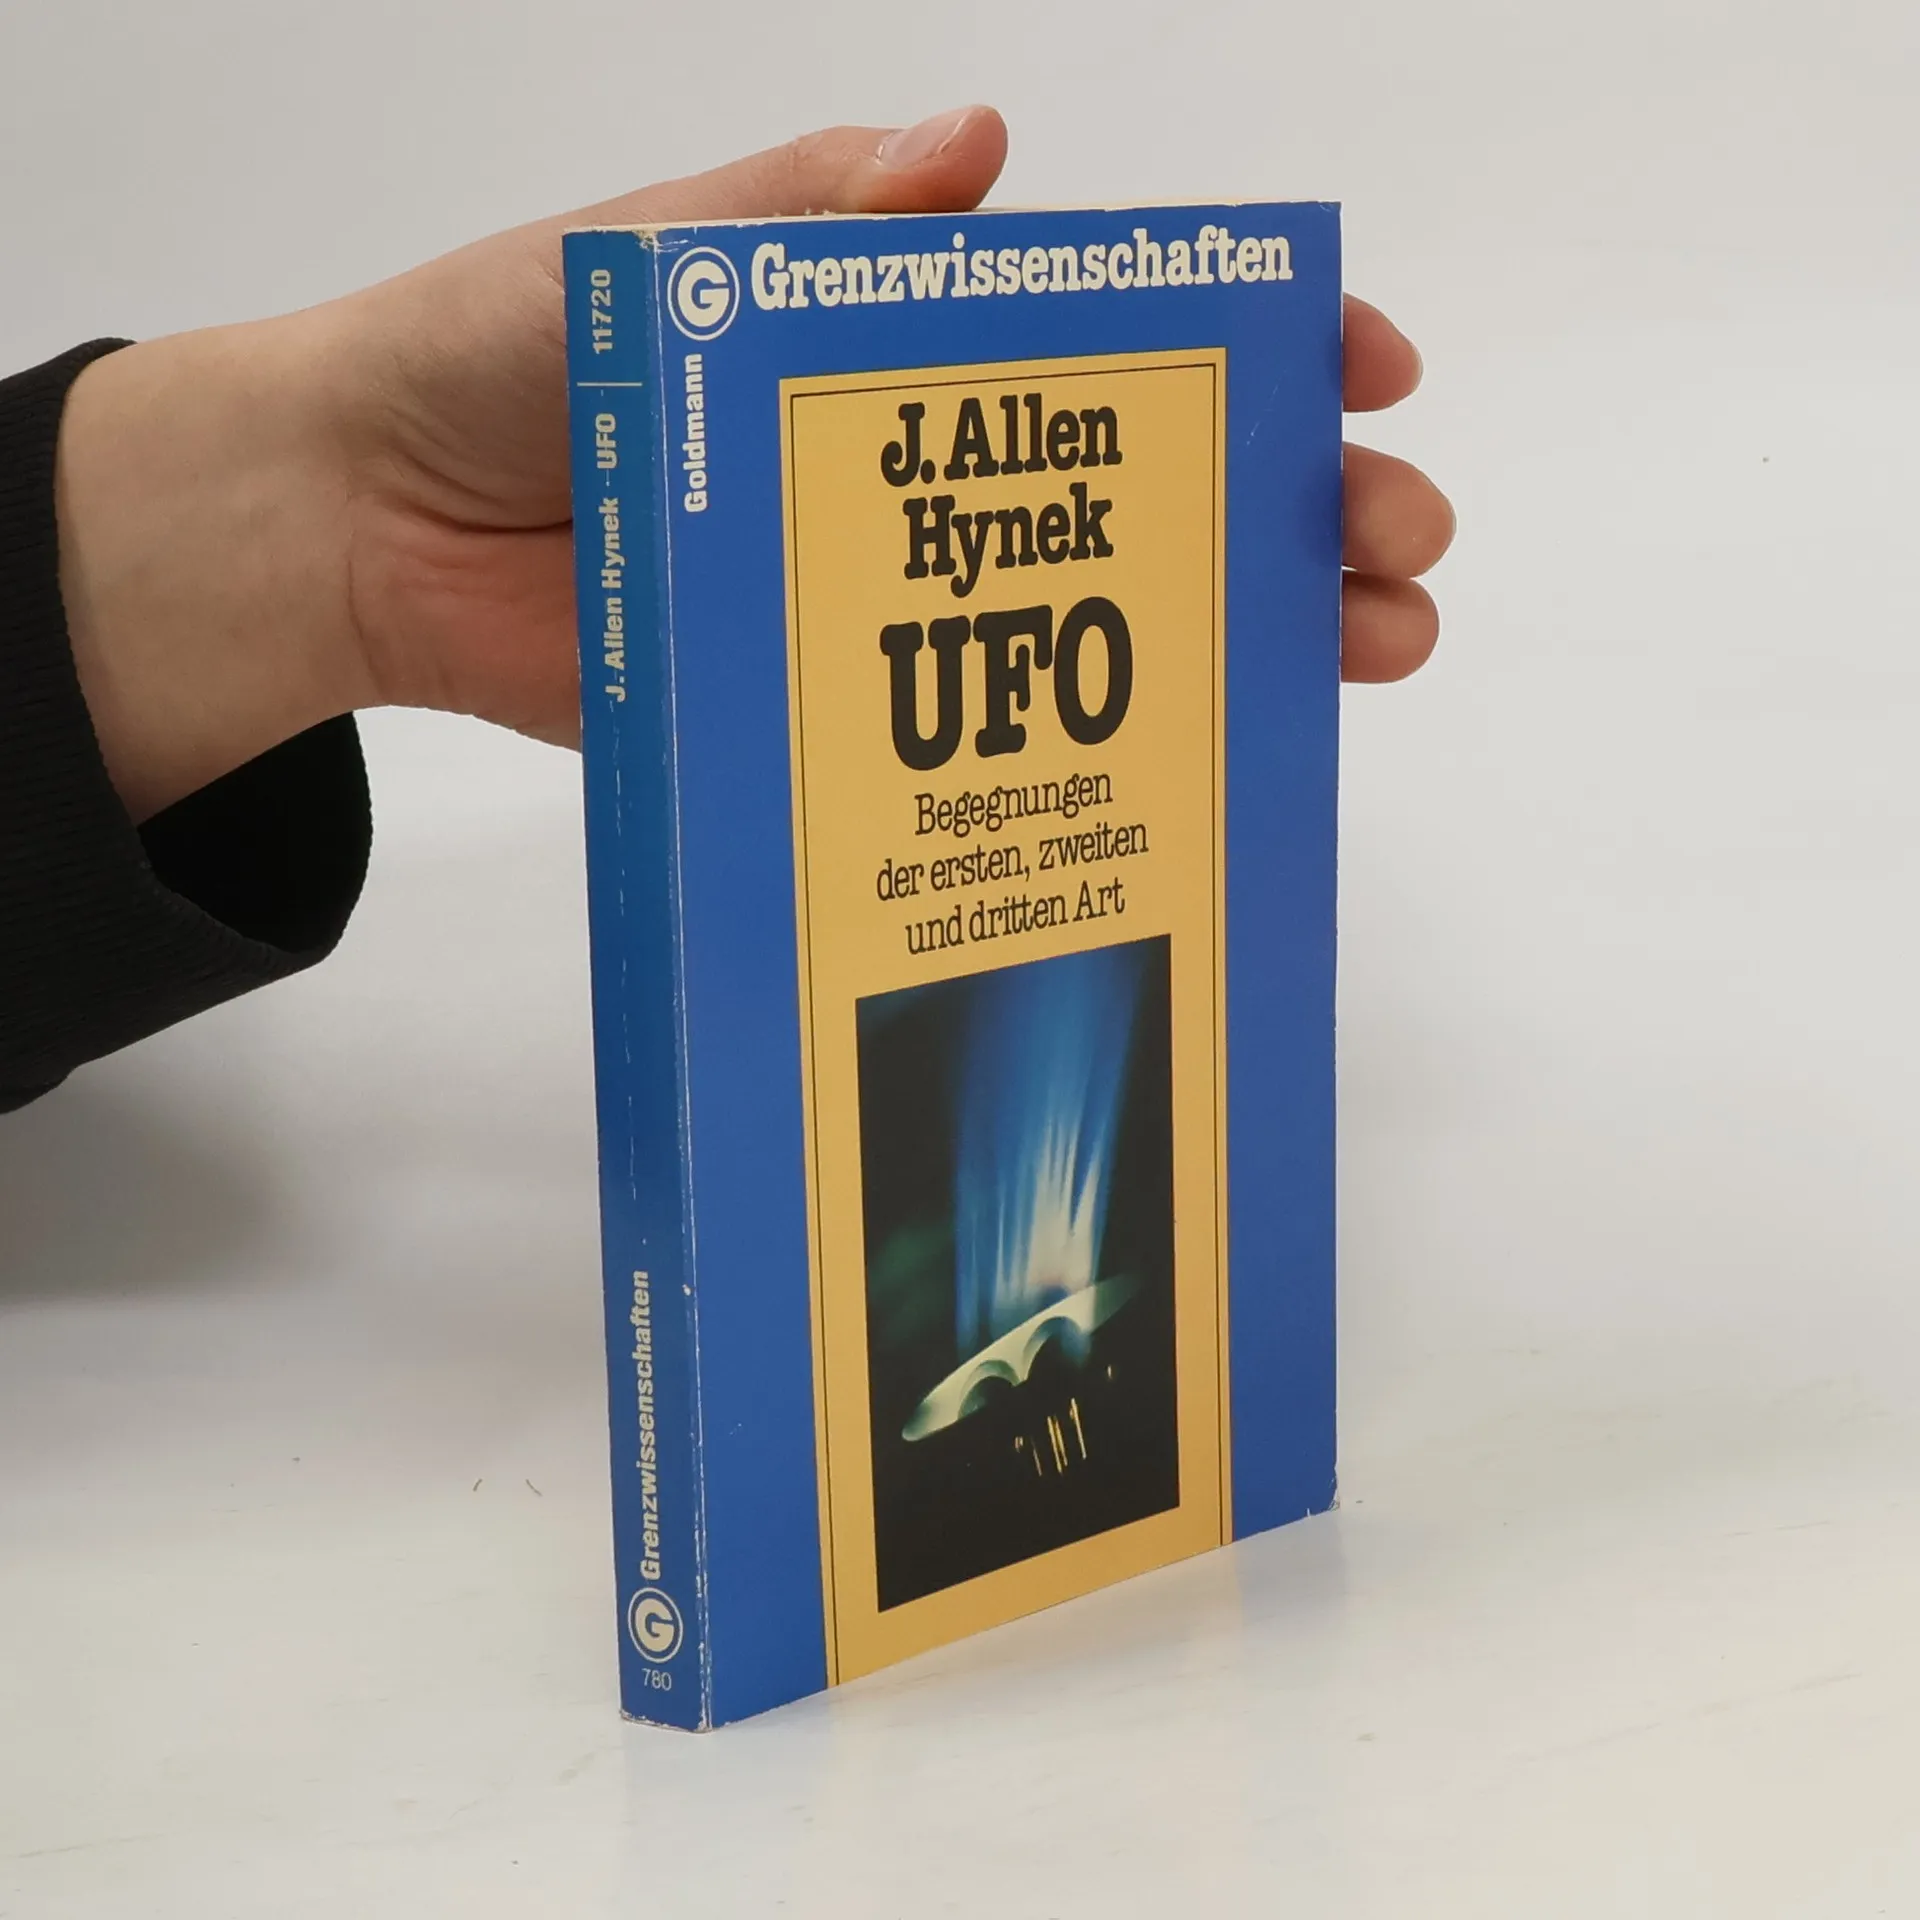 G Grenzwissenschaften
Goldmann
J. Allen
Hynek
UFO
Begegnungen
der ersten, zweiten
und dritten Art
11720
J. Allen Hynek · UFO
G Grenzwissenschaften
780